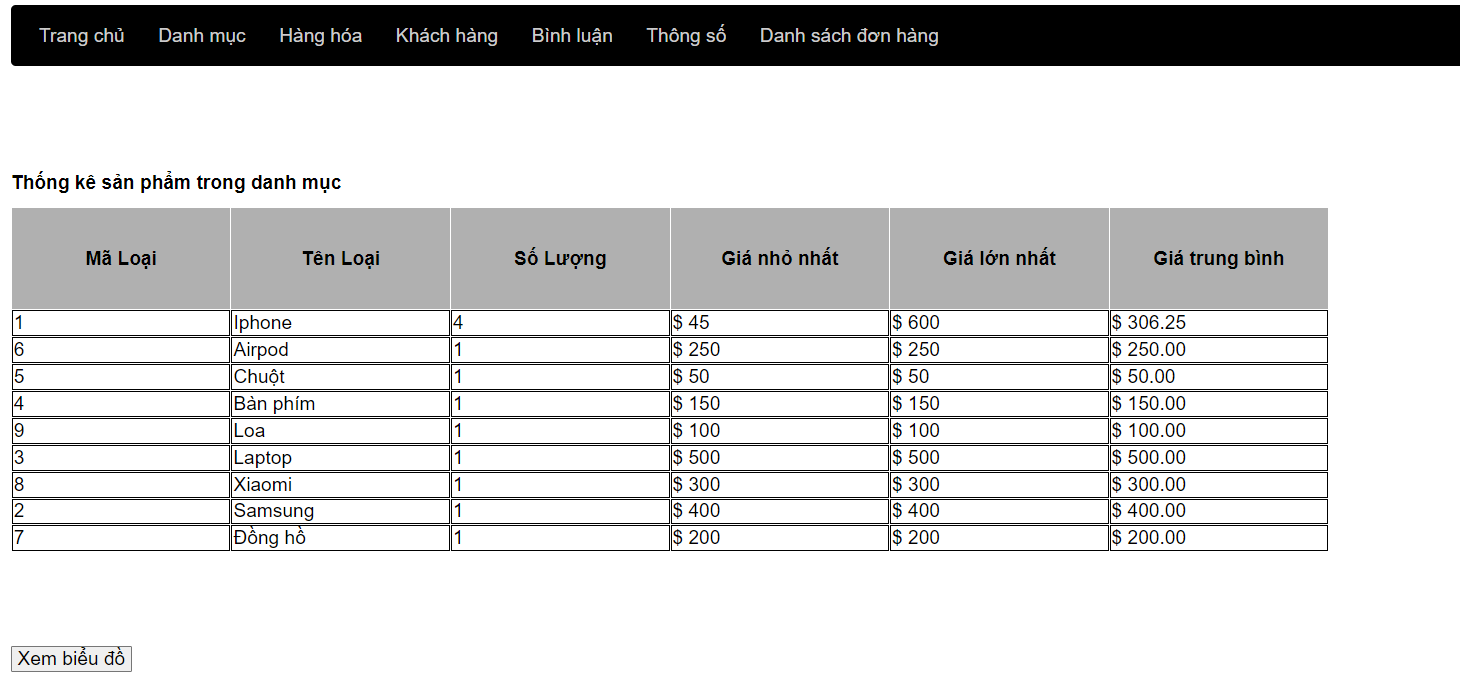 Trang chủ Danh mục Hàng hóa Khách hàng Bình luận Thông số Danh sách đơn hàng
Thống kê sản phẩm trong danh mục
Mã Loại Tên Loại Số Lượng Giá nhỏ nhất Giá lớn nhất Giá trung bình
1 Iphone 4 $ 45 $ 600 $ 306.25
6 Airpod 1 $ 250 $ 250 $ 250.00
5 Chuột 1 $ 50 $ 50 $ 50.00
4 Bàn phím 1 $ 150 $ 150 $ 150.00
9 Loa 1 $ 100 $ 100 $ 100.00
3 Laptop 1 $ 500 $ 500 $ 500.00
8 Xiaomi 1 $ 300 $ 300 $ 300.00
2 Samsung 1 $ 400 $ 400 $ 400.00
7 Đồng hồ 1 $ 200 $ 200 $ 200.00
Xem biểu đồ